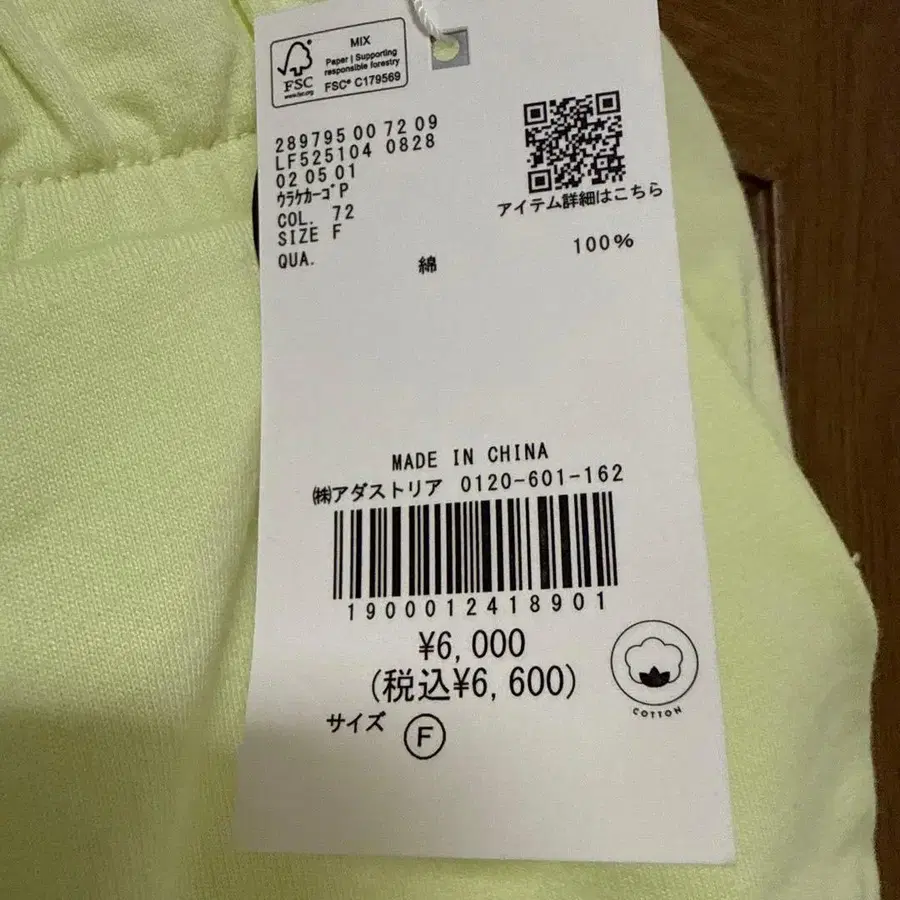 MIX
Paper | Supporting
responsible forestry
FSC® C179569
FSC
www.fsc.org
289795 00 72 09
LF525104 0828
02 05 01
ｳﾗｹｶｰｺﾞP
COL. 72
SIZE F
QUA.
綿 100%
アイテム詳細はこちら
MADE IN CHINA
㈱アダストリア 0120-601-162
1900012418901
¥6,000
(税込¥6,600)
サイズ F
COTTON